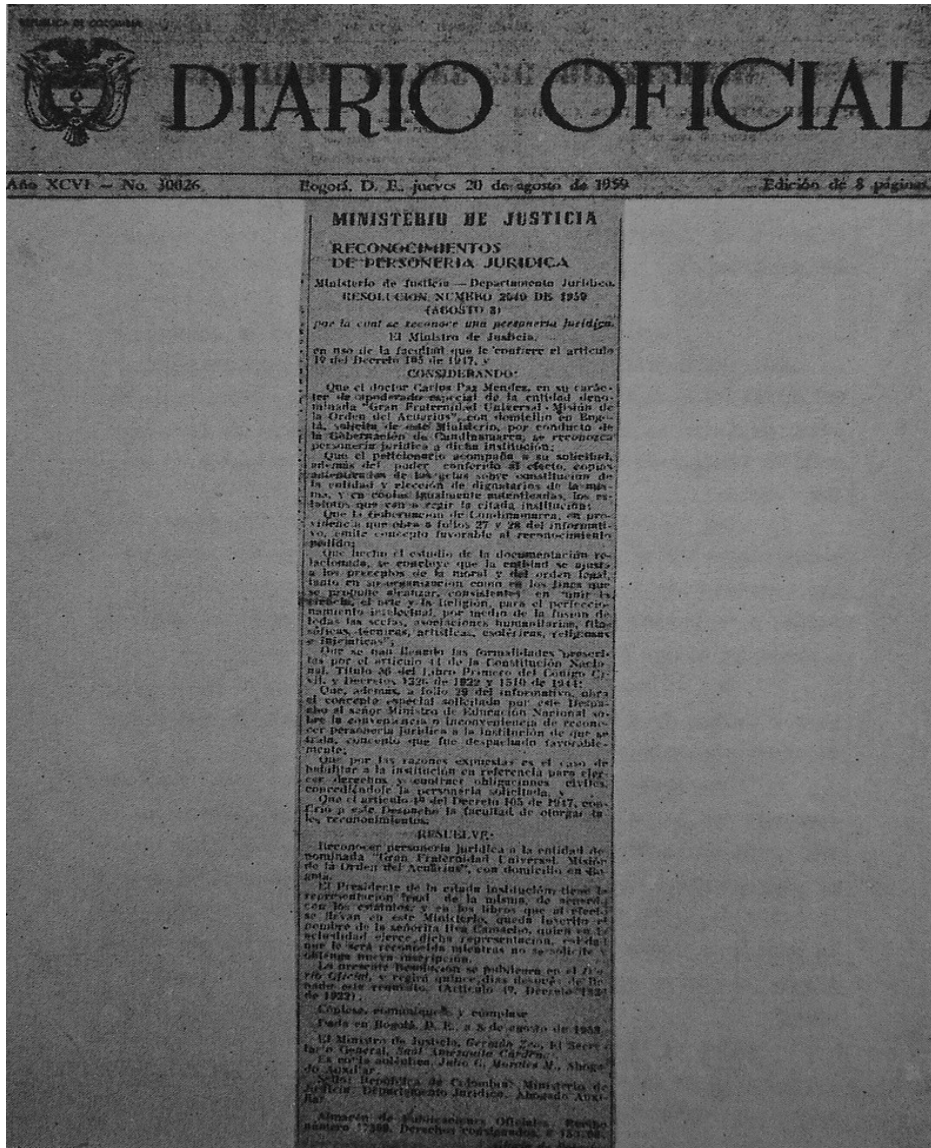 REPUBLICA DE COLOMBIA
DIARIO OFICIAL
Año XCVI — No. 30026 Bogotá, D. E., jueves 20 de agosto de 1959 Edición de 8 páginas
MINISTERIO DE JUSTICIA
RECONOCIMIENTOS
DE PERSONERIA JURIDICA
Ministerio de Justicia — Departamento Jurídico.
RESOLUCION NUMERO 2540 DE 1959
(AGOSTO 8)
por la cual se reconoce una personería jurídica.
El Ministro de Justicia,
en uso de la facultad que le confiere el artículo
1º del Decreto 105 de 1947, y
CONSIDERANDO:
Que el doctor Carlos Paz Mendez, en su carác-
ter de apoderado especial de la entidad deno-
minada "Gran Fraternidad Universal - Misión de
la Orden del Acuarius", con domicilio en Bogo-
tá, solicita de este Ministerio, por conducto de
la Gobernación de Cundinamarca, se reconozca
personería jurídica a dicha institución;
Que el peticionario acompaña a su solicitud,
además del poder conferido al efecto, copias
autenticadas de las actas sobre constitución de
la entidad y elección de dignatarios de la mis-
ma, y en copias igualmente autenticadas, los es-
tatutos que van a regir la citada institución;
Que la Gobernación de Cundinamarca, en pro-
videncia que obra a folios 27 y 28 del informati-
vo, emite concepto favorable al reconocimiento
pedido;
Que hecho el estudio de la documentación re-
lacionada, se concluye que la entidad se ajusta
a los preceptos de la moral y del orden legal,
tanto en su organización como en los fines que
se propone alcanzar, consistentes en "unir la
ciencia, el arte y la Religión, para el perfeccio-
namiento intelectual, por medio de la fusión de
todas las sectas, asociaciones humanitarias, filo-
sóficas, técnicas, artísticas, esotéricas, religiosas
e iniciáticas";
Que se han llenado las formalidades prescri-
tas por el artículo 44 de la Constitución Nacio-
nal, Título 36 del Libro Primero del Código Ci-
vil, y Decretos 1326 de 1922 y 1510 de 1944;
Que, además, a folio 29 del informativo, obra
el concepto especial solicitado por este Despa-
cho al señor Ministro de Educación Nacional so-
bre la conveniencia o inconveniencia de recono-
cer personería jurídica a la institución de que se
trata, concepto que fue despachado favorable-
mente;
Que por las razones expuestas es el caso de
habilitar a la institución en referencia para ejer-
cer derechos y contraer obligaciones civiles,
concediéndole la personería solicitada, y
Que el artículo 1º del Decreto 105 de 1947, con-
firió a este Despacho la facultad de otorgar ta-
les reconocimientos,
RESUELVE:
Reconocer personería jurídica a la entidad de-
nominada "Gran Fraternidad Universal, Misión
de la Orden del Acuarius", con domicilio en Bo-
gotá.
El Presidente de la citada institución, tiene la
representación legal de la misma, de acuerdo
con los estatutos, y en los libros que al efecto
se llevan en este Ministerio, queda inscrito el
nombre de la señorita Camacho, quien en la
actualidad ejerce dicha representación, calidad
que le será reconocida mientras no se solicite y
obtenga nueva inscripción.
La presente Resolución se publicará en el Dia-
rio Oficial, y regirá quince días después de lle-
nado este requisito. (Artículo 4º, Decreto 1326
de 1922).
Cópiese, comuníquese y cúmplase
Dada en Bogotá, D. E., a 8 de agosto de 1959.
El Ministro de Justicia, Germán Zea, El Secre-
tario General,
Es copia auténtica, Julio C. Morales M., Aboga-
do Auxiliar.
Sello: República de Colombia. Ministerio de
Justicia. Departamento Jurídico. Abogado Auxi-
liar
Almacén de Publicaciones Oficiales. Recibo
número Derechos consignados, $